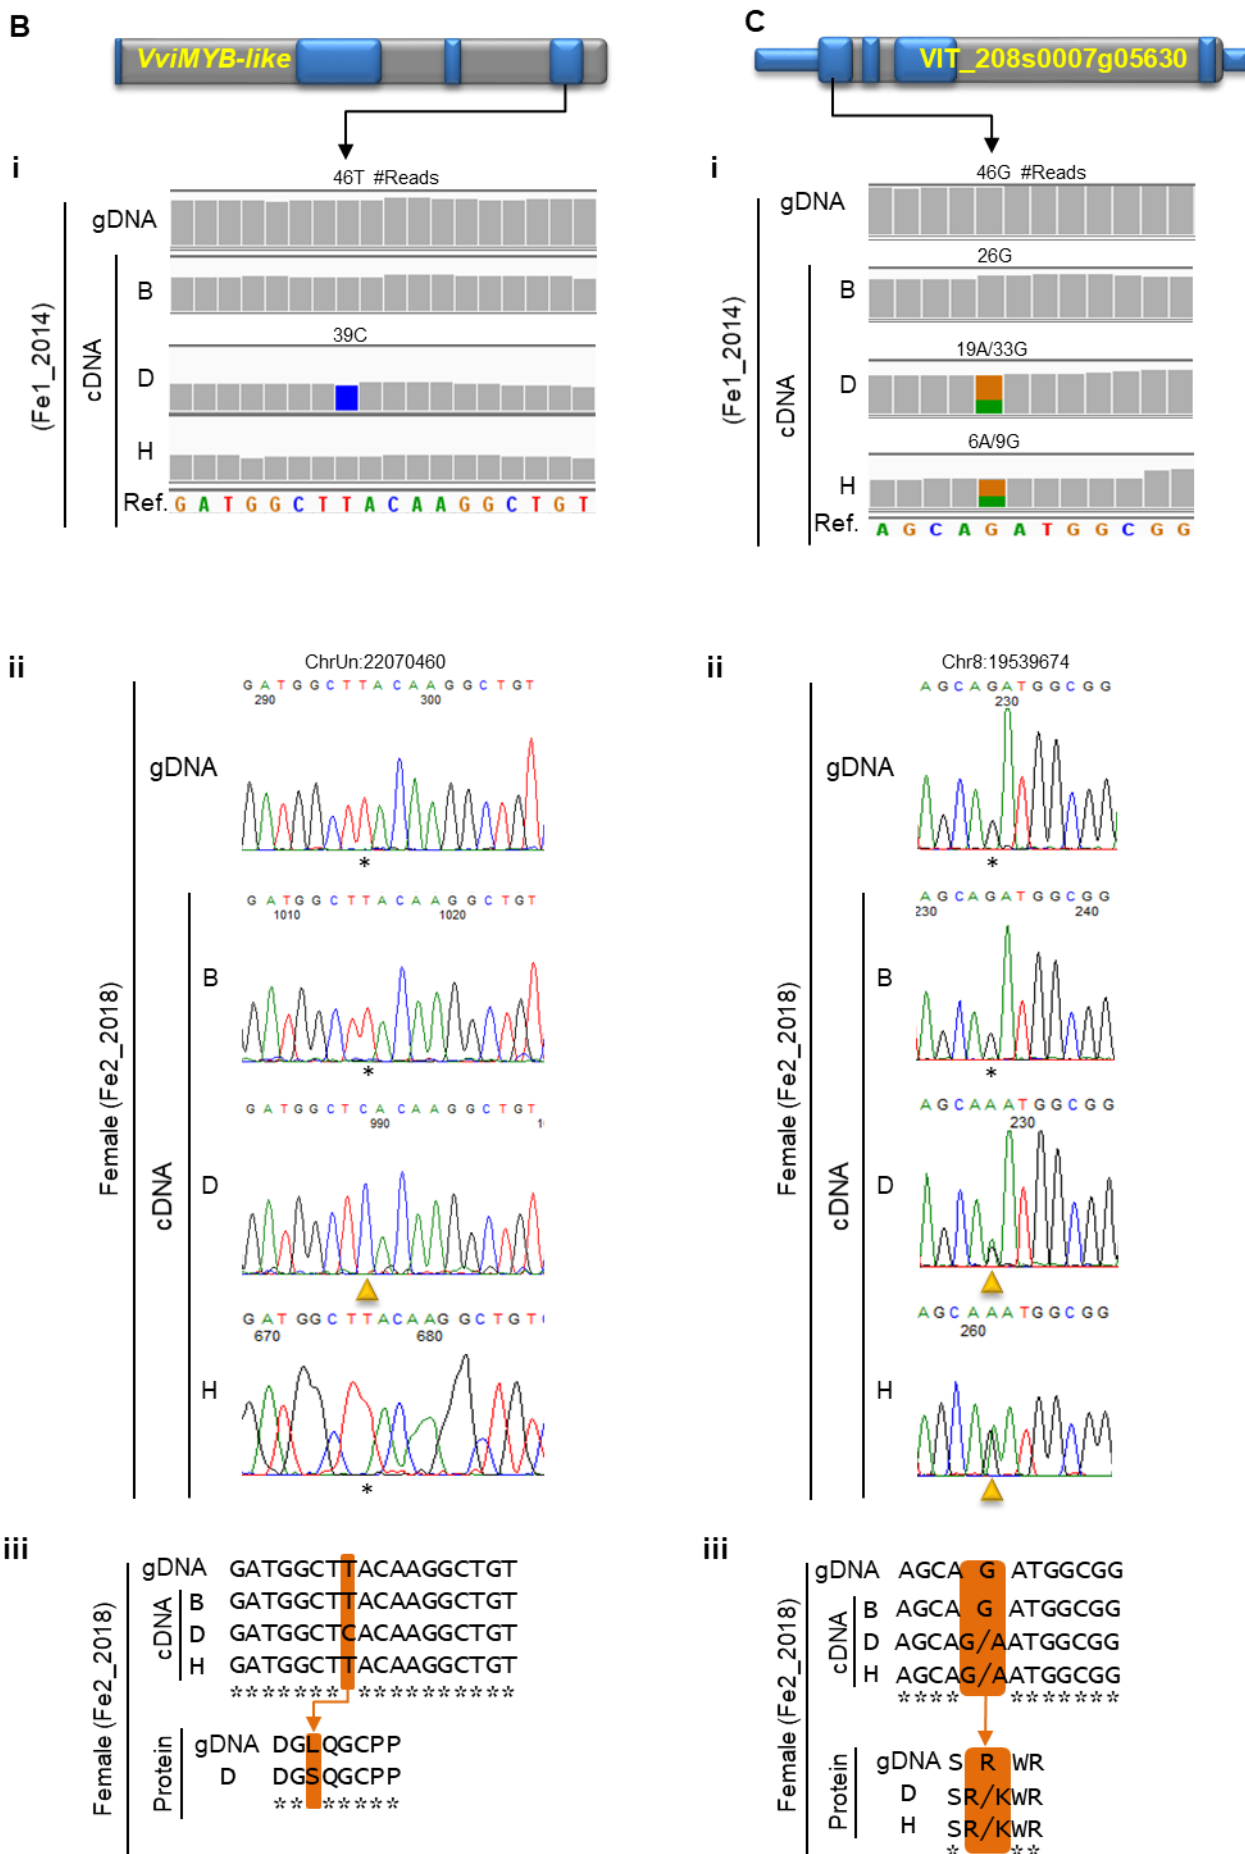 B
VviMYB-like
i
46T #Reads
gDNA
B
39C
D
H
(Fe1_2014)
cDNA
Ref. G A T G G C T T A C A A G G C T G T
ii
ChrUn:22070460
G A T G G C T T A C A A G G C T G T
290 300
gDNA
*
G A T G G C T T A C A A G G C T G T
1010 1020
B
*
G A T G G C T C A C A A G G C T G T
990
D
G A T G G C T T A C A A G G C T G T
670 680
H
*
Female (Fe2_2018)
cDNA
iii
gDNA GATGGCTTACAAGGCTGT
B GATGGCTTACAAGGCTGT
D GATGGCTCACAAGGCTGT
H GATGGCTTACAAGGCTGT
******* **********
cDNA
gDNA DGLQGCPP
D DGSQGCPP
** *****
Protein
Female (Fe2_2018)
C
VIT_208s0007g05630
i
46G #Reads
gDNA
26G
B
19A/33G
D
6A/9G
H
(Fe1_2014)
cDNA
Ref. A G C A G A T G G C G G
ii
Chr8:19539674
A G C A G A T G G C G G
230
gDNA
*
A G C A G A T G G C G G
230 240
B
*
A G C A A A T G G C G G
230
D
A G C A A A T G G C G G
260
H
Female (Fe2_2018)
cDNA
iii
gDNA AGCA G ATGGCGG
B AGCA G ATGGCGG
D AGCAG/AATGGCGG
H AGCAG/AATGGCGG
**** *******
cDNA
gDNA S R WR
D SR/KWR
H SR/KWR
* **
Protein
Female (Fe2_2018)